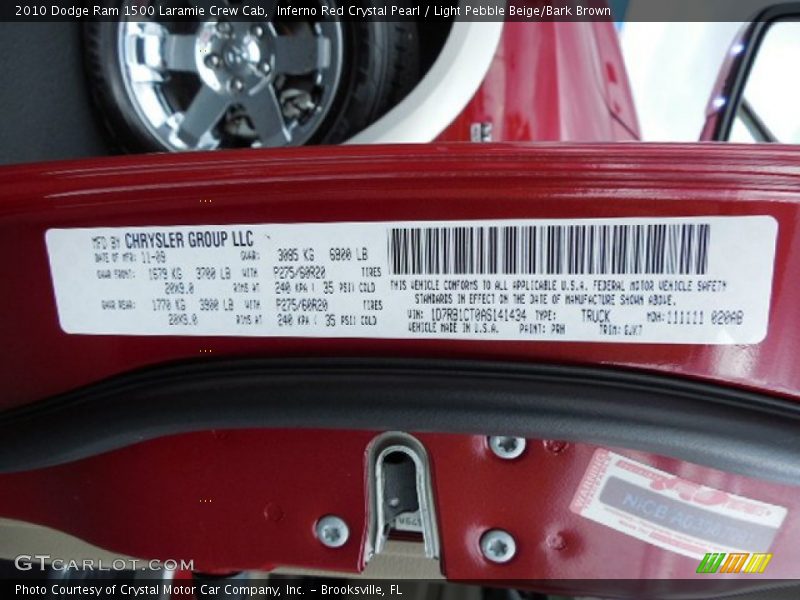 2010 Dodge Ram 1500 Laramie Crew Cab, Inferno Red Crystal Pearl / Light Pebble Beige/Bark Brown
MFD BY CHRYSLER GROUP LLC
DATE OF MFR: 11-09 GVWR: 3085 KG 6800 LB
GAWR FRONT: 1679 KG 3700 LB WITH P275/60R20 TIRES
20X9.0 RIMS AT 240 KPA ( 35 PSI) COLD
GAWR REAR: 1770 KG 3900 LB WITH P275/60R20 TIRES
20X9.0 RIMS AT 240 KPA ( 35 PSI) COLD
THIS VEHICLE CONFORMS TO ALL APPLICABLE U.S.A. FEDERAL MOTOR VEHICLE SAFETY
STANDARDS IN EFFECT ON THE DATE OF MANUFACTURE SHOWN ABOVE.
VIN: 1D7RB1CT0AS141434 TYPE: TRUCK MDH: 111111 020AB
VEHICLE MADE IN U.S.A. PAINT: PRH TRIM:
NICB
GTCARLOT.COM
Photo Courtesy of Crystal Motor Car Company, Inc. – Brooksville, FL